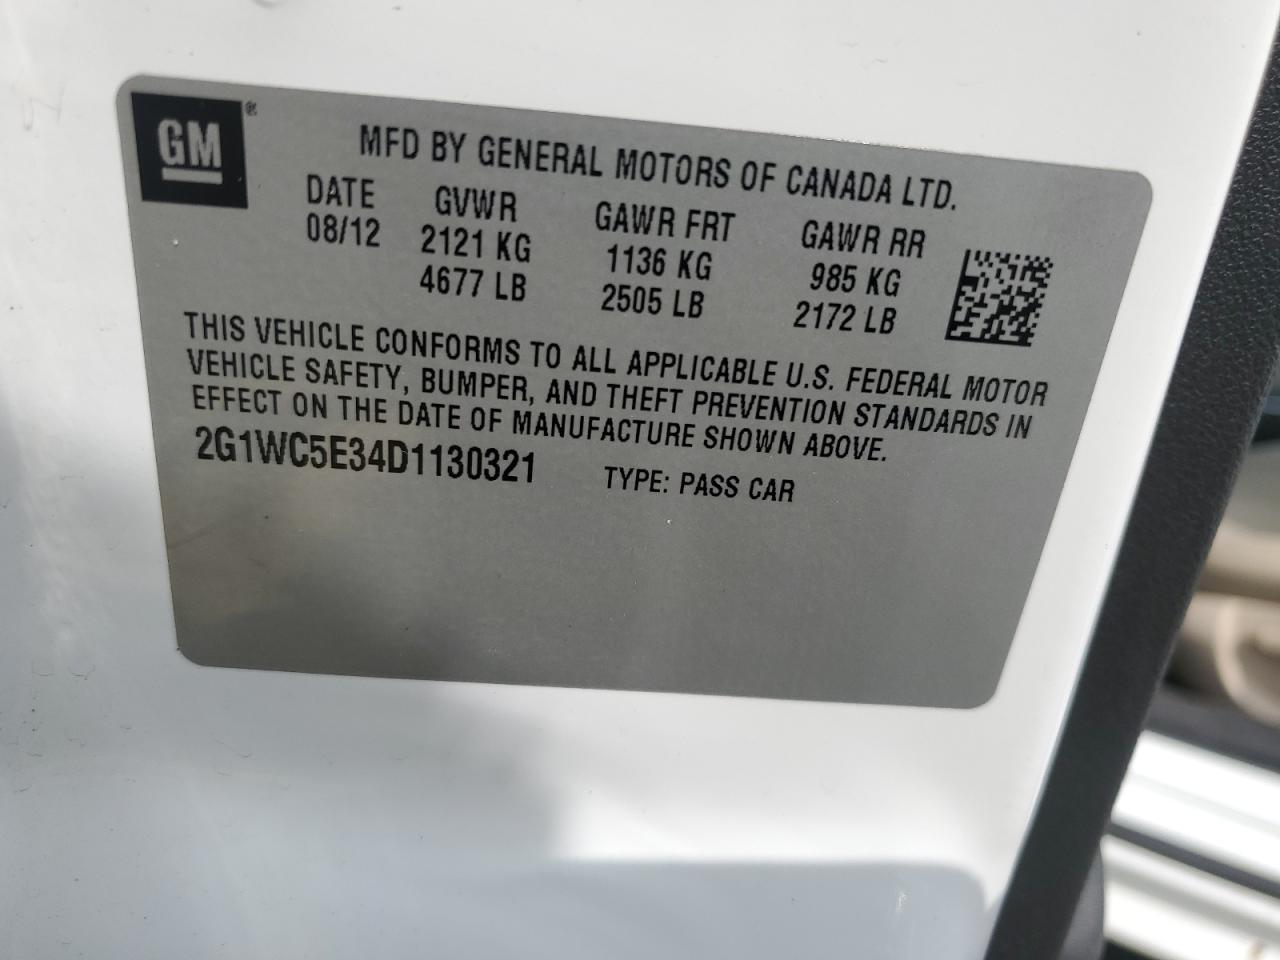 GM ®
MFD BY GENERAL MOTORS OF CANADA LTD.
DATE GVWR GAWR FRT GAWR RR
08/12 2121 KG 1136 KG 985 KG
4677 LB 2505 LB 2172 LB
THIS VEHICLE CONFORMS TO ALL APPLICABLE U.S. FEDERAL MOTOR
VEHICLE SAFETY, BUMPER, AND THEFT PREVENTION STANDARDS IN
EFFECT ON THE DATE OF MANUFACTURE SHOWN ABOVE.
2G1WC5E34D1130321 TYPE: PASS CAR